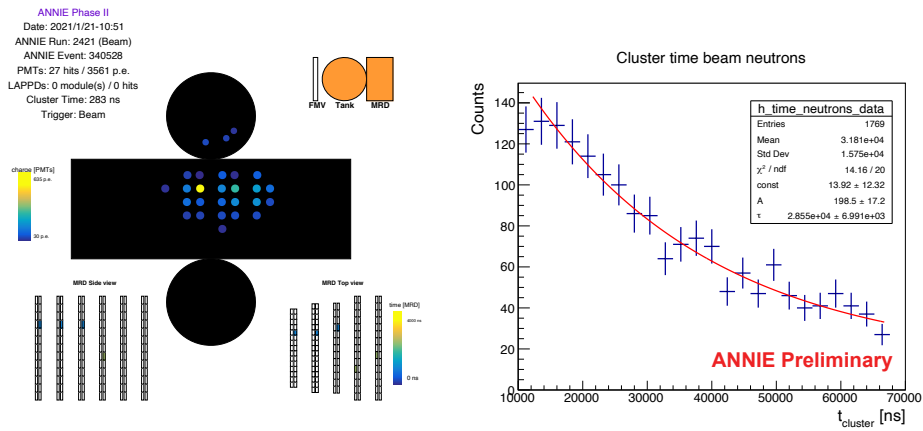 ANNIE Phase II
Date: 2021/1/21-10:51
ANNIE Run: 2421 (Beam)
ANNIE Event: 340528
PMTs: 27 hits / 3561 p.e.
LAPPDs: 0 module(s) / 0 hits
Cluster Time: 283 ns
Trigger: Beam
FMV Tank MRD
charge [PMTs]
635 p.e.
30 p.e.
MRD Side view
MRD Top view
time [MRD]
4000 ns
0 ns
Cluster time beam neutrons
Counts
140
120
100
80
60
40
20
0
h_time_neutrons_data
Entries 1769
Mean 3.181e+04
Std Dev 1.575e+04
χ² / ndf 14.16 / 20
const 13.92 ± 12.32
A 198.5 ± 17.2
τ 2.855e+04 ± 6.991e+03
ANNIE Preliminary
10000 20000 30000 40000 50000 60000 70000
t_cluster [ns]